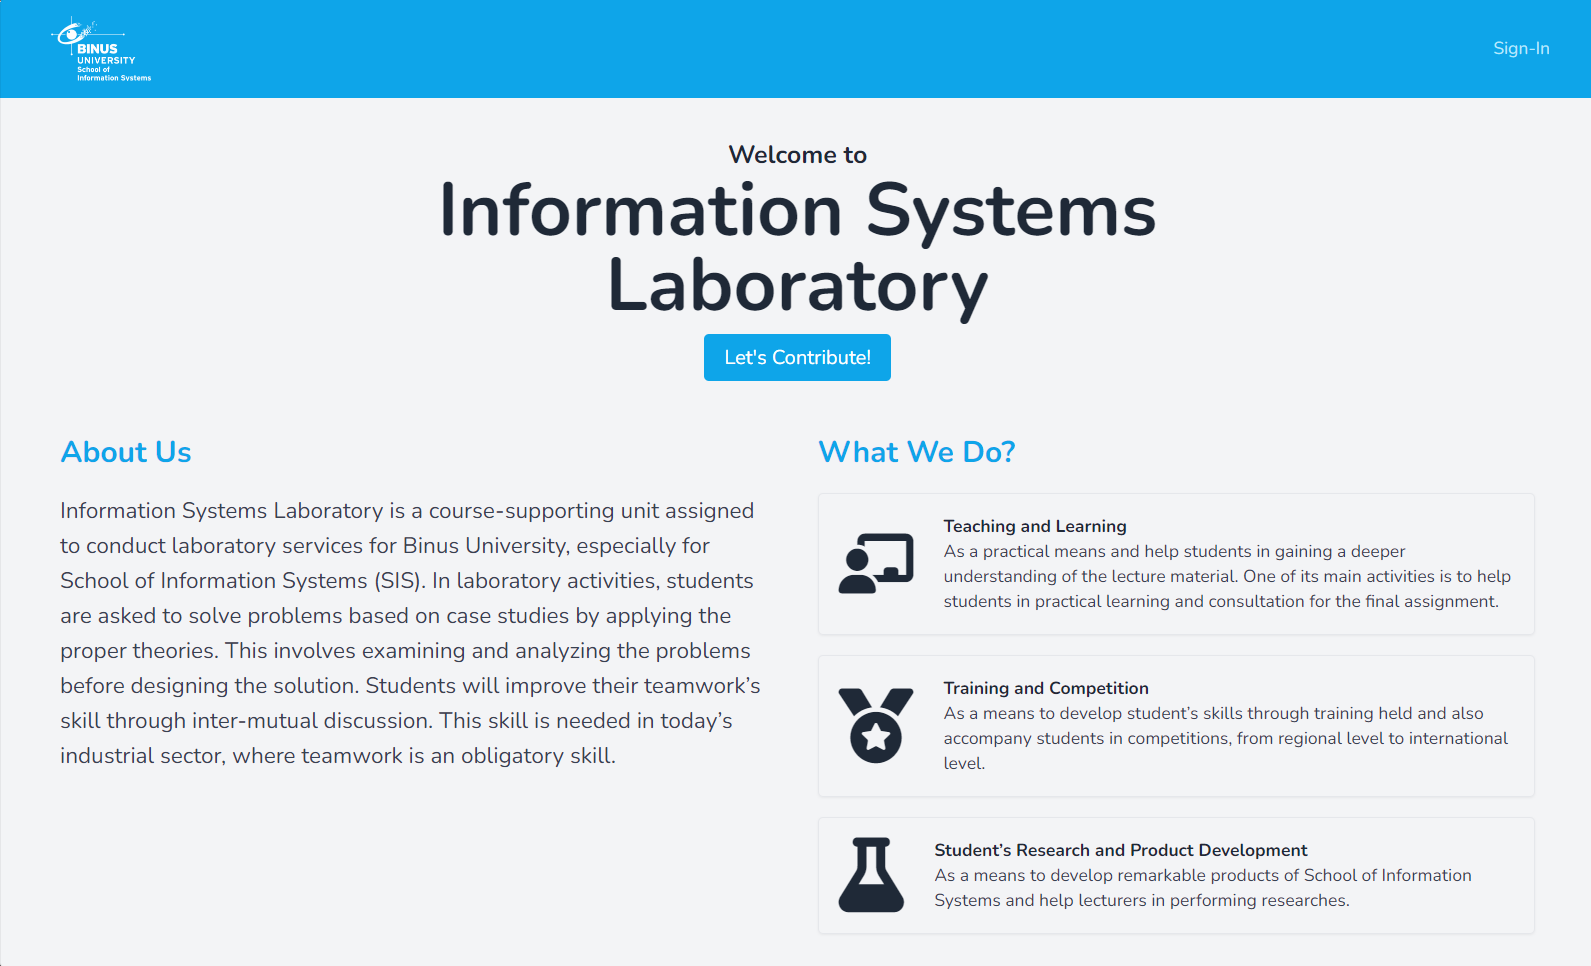 BINUS
UNIVERSITY
School of
Information Systems
Sign-In
Welcome to
Information Systems
Laboratory
Let's Contribute!
About Us
Information Systems Laboratory is a course-supporting unit assigned
to conduct laboratory services for Binus University, especially for
School of Information Systems (SIS). In laboratory activities, students
are asked to solve problems based on case studies by applying the
proper theories. This involves examining and analyzing the problems
before designing the solution. Students will improve their teamwork’s
skill through inter-mutual discussion. This skill is needed in today’s
industrial sector, where teamwork is an obligatory skill.
What We Do?
Teaching and Learning
As a practical means and help students in gaining a deeper
understanding of the lecture material. One of its main activities is to help
students in practical learning and consultation for the final assignment.
Training and Competition
As a means to develop student’s skills through training held and also
accompany students in competitions, from regional level to international
level.
Student’s Research and Product Development
As a means to develop remarkable products of School of Information
Systems and help lecturers in performing researches.